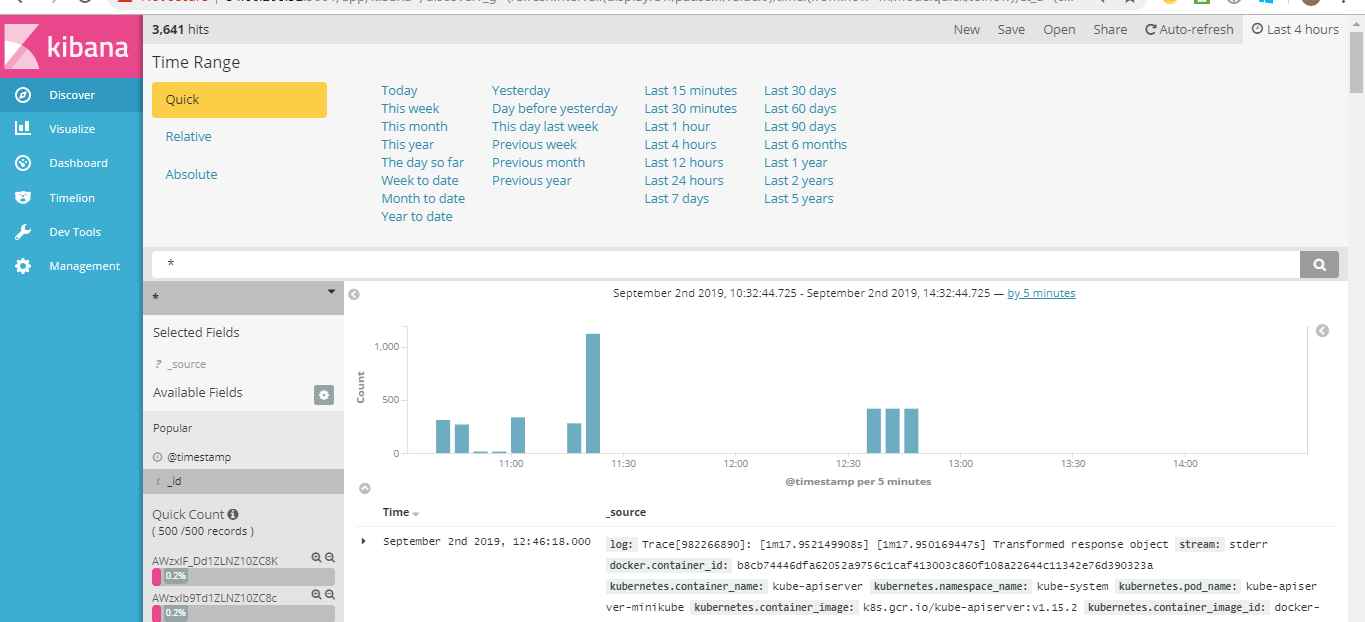 3,641 hits
New Save Open Share Auto-refresh Last 4 hours
kibana
Discover
Visualize
Dashboard
Timelion
Dev Tools
Management
Time Range
Quick
Relative
Absolute
Today
This week
This month
This year
The day so far
Week to date
Month to date
Year to date
Yesterday
Day before yesterday
This day last week
Previous week
Previous month
Previous year
Last 15 minutes
Last 30 minutes
Last 1 hour
Last 4 hours
Last 12 hours
Last 24 hours
Last 7 days
Last 30 days
Last 60 days
Last 90 days
Last 6 months
Last 1 year
Last 2 years
Last 5 years
*
*
Selected Fields
? _source
Available Fields
Popular
@timestamp
t _id
Quick Count
( 500 /500 records )
AWzxIF_Dd1ZLNZ10ZC8K
0.2%
AWzxIb9Td1ZLNZ10ZC8c
0.2%
September 2nd 2019, 10:32:44.725 - September 2nd 2019, 14:32:44.725 — by 5 minutes
Count
1,000
500
0
11:00 11:30 12:00 12:30 13:00 13:30 14:00
@timestamp per 5 minutes
Time _source
September 2nd 2019, 12:46:18.000
log: Trace[982266890]: [1m17.952149908s] [1m17.950169447s] Transformed response object stream: stderr
docker.container_id: b8cb74446dfa62052a9756c1caf413003c860f108a22644c11342e76d390323a
kubernetes.container_name: kube-apiserver kubernetes.namespace_name: kube-system kubernetes.pod_name: kube-apiser
ver-minikube kubernetes.container_image: k8s.gcr.io/kube-apiserver:v1.15.2 kubernetes.container_image_id: docker-